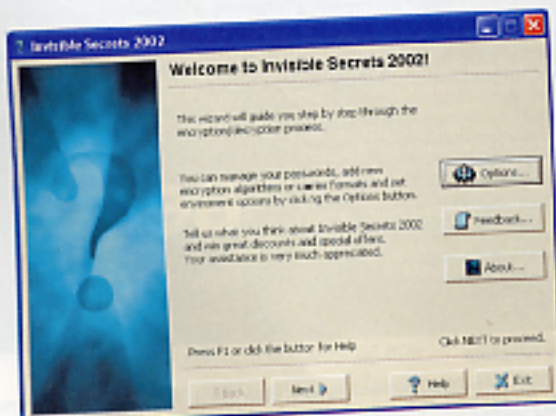 Invisible Secrets 2002
Welcome to Invisible Secrets 2002!
This wizard will guide you step by step through the
encryption/decryption process.
You can manage your passwords, add new
encryption algorithms or carrier formats and set
environment options by clicking the Options button.
Options...
Tell us what you think about Invisible Secrets 2002
and win great discounts and special offers.
Your assistance is very much appreciated.
Feedback...
About...
Press F1 or click the button for Help
Click NEXT to proceed.
Back
Next
Help
Exit